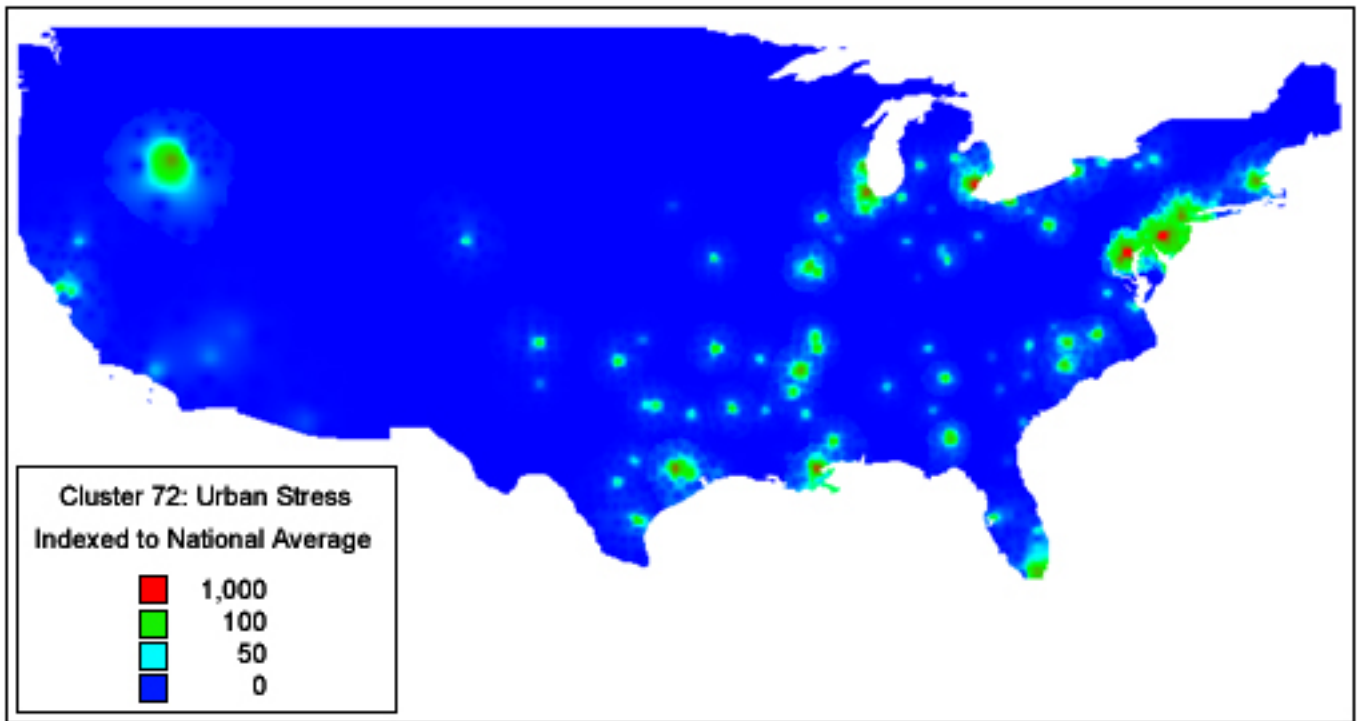 Cluster 72: Urban Stress
Indexed to National Average
1,000
100
50
0